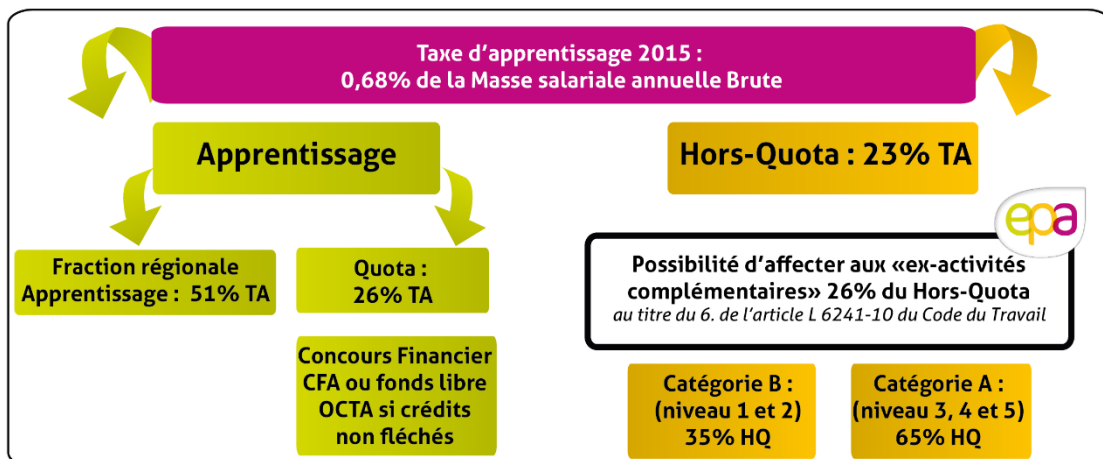 Taxe d’apprentissage 2015 :
0,68% de la Masse salariale annuelle Brute
Apprentissage
Hors-Quota : 23% TA
epa
Fraction régionale
Apprentissage : 51% TA
Quota :
26% TA
Possibilité d’affecter aux «ex-activités
complémentaires» 26% du Hors-Quota
au titre du 6. de l’article L 6241-10 du Code du Travail
Concours Financier
CFA ou fonds libre
OCTA si crédits
non fléchés
Catégorie B :
(niveau 1 et 2)
35% HQ
Catégorie A :
(niveau 3, 4 et 5)
65% HQ